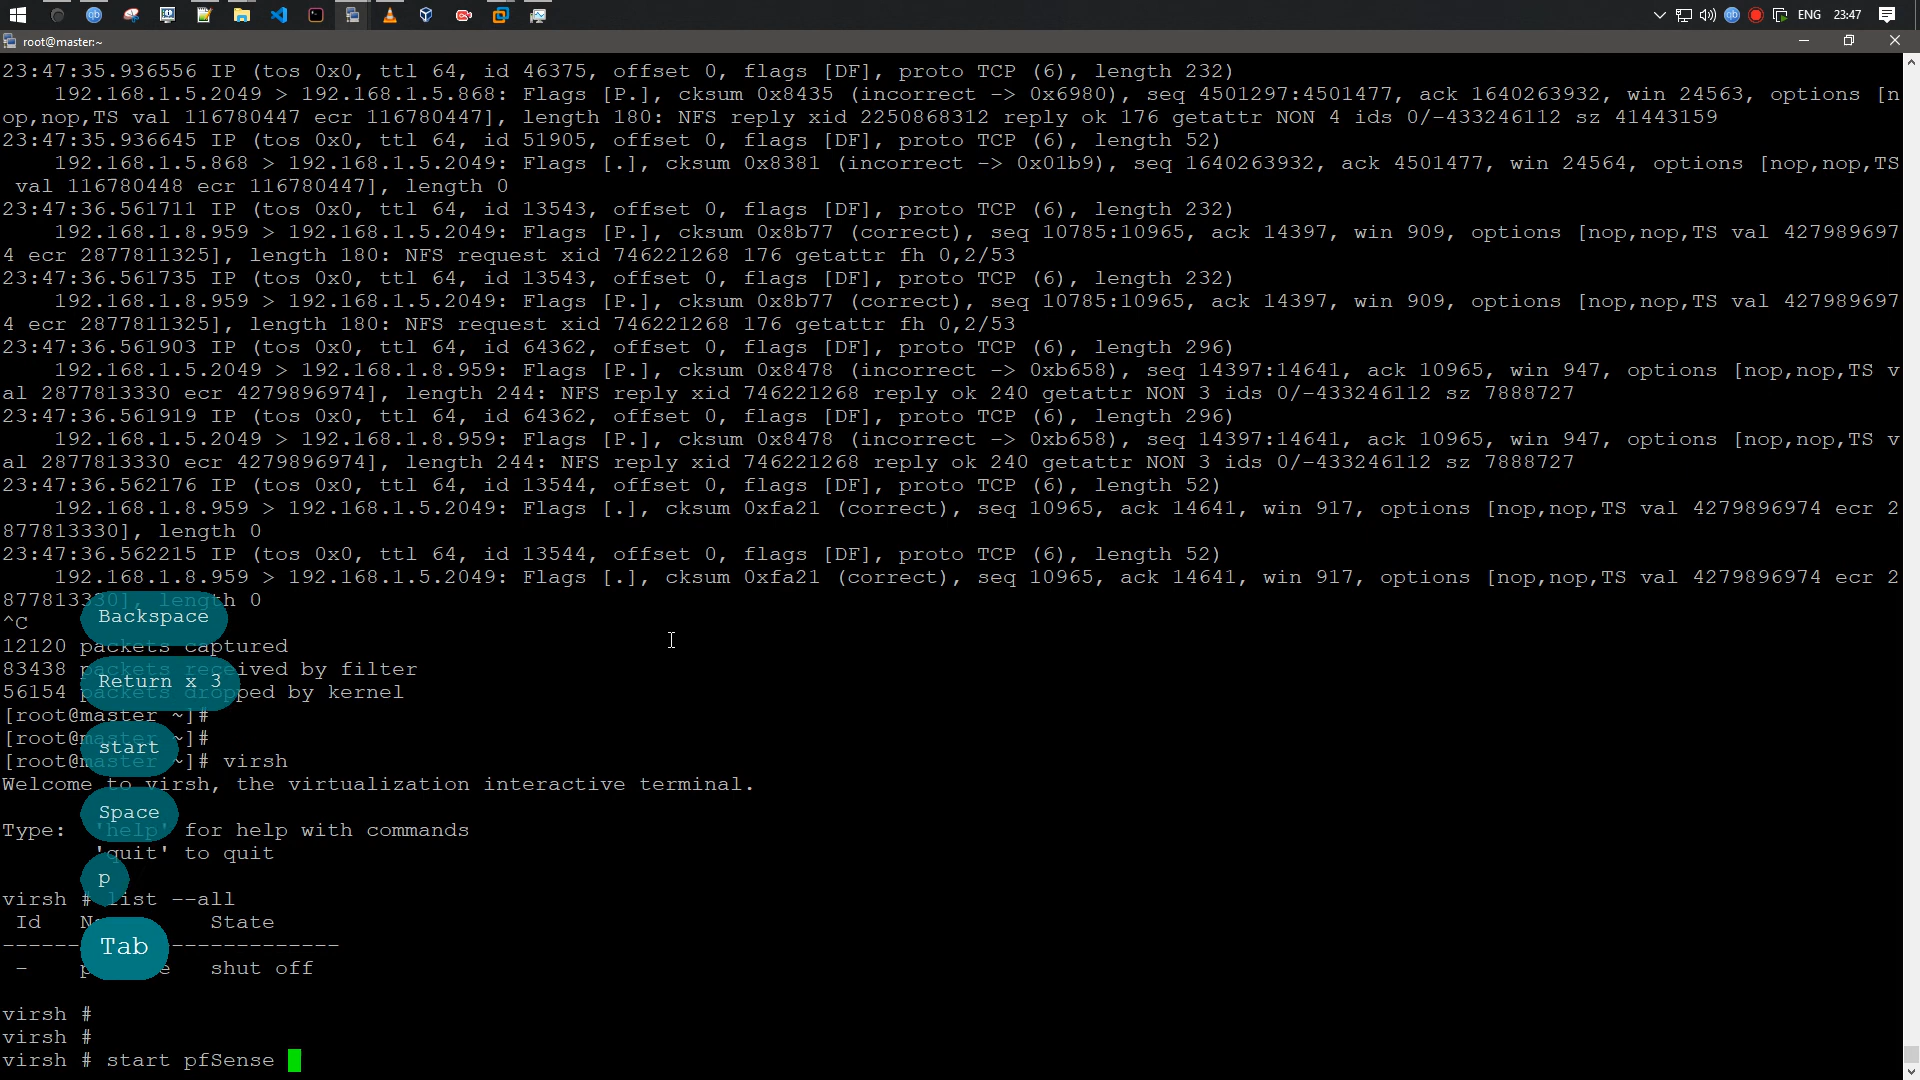 ENG 23:47
root@master:~
23:47:35.936556 IP (tos 0x0, ttl 64, id 46375, offset 0, flags [DF], proto TCP (6), length 232)
192.168.1.5.2049 > 192.168.1.5.868: Flags [P.], cksum 0x8435 (incorrect -> 0x6980), seq 4501297:4501477, ack 1640263932, win 24563, options [n
op,nop,TS val 116780447 ecr 116780447], length 180: NFS reply xid 2250868312 reply ok 176 getattr NON 4 ids 0/-433246112 sz 41443159
23:47:35.936645 IP (tos 0x0, ttl 64, id 51905, offset 0, flags [DF], proto TCP (6), length 52)
192.168.1.5.868 > 192.168.1.5.2049: Flags [.], cksum 0x8381 (incorrect -> 0x01b9), seq 1640263932, ack 4501477, win 24564, options [nop,nop,TS
val 116780448 ecr 116780447], length 0
23:47:36.561711 IP (tos 0x0, ttl 64, id 13543, offset 0, flags [DF], proto TCP (6), length 232)
192.168.1.8.959 > 192.168.1.5.2049: Flags [P.], cksum 0x8b77 (correct), seq 10785:10965, ack 14397, win 909, options [nop,nop,TS val 427989697
4 ecr 2877811325], length 180: NFS request xid 746221268 176 getattr fh 0,2/53
23:47:36.561735 IP (tos 0x0, ttl 64, id 13543, offset 0, flags [DF], proto TCP (6), length 232)
192.168.1.8.959 > 192.168.1.5.2049: Flags [P.], cksum 0x8b77 (correct), seq 10785:10965, ack 14397, win 909, options [nop,nop,TS val 427989697
4 ecr 2877811325], length 180: NFS request xid 746221268 176 getattr fh 0,2/53
23:47:36.561903 IP (tos 0x0, ttl 64, id 64362, offset 0, flags [DF], proto TCP (6), length 296)
192.168.1.5.2049 > 192.168.1.8.959: Flags [P.], cksum 0x8478 (incorrect -> 0xb658), seq 14397:14641, ack 10965, win 947, options [nop,nop,TS v
al 2877813330 ecr 4279896974], length 244: NFS reply xid 746221268 reply ok 240 getattr NON 3 ids 0/-433246112 sz 7888727
23:47:36.561919 IP (tos 0x0, ttl 64, id 64362, offset 0, flags [DF], proto TCP (6), length 296)
192.168.1.5.2049 > 192.168.1.8.959: Flags [P.], cksum 0x8478 (incorrect -> 0xb658), seq 14397:14641, ack 10965, win 947, options [nop,nop,TS v
al 2877813330 ecr 4279896974], length 244: NFS reply xid 746221268 reply ok 240 getattr NON 3 ids 0/-433246112 sz 7888727
23:47:36.562176 IP (tos 0x0, ttl 64, id 13544, offset 0, flags [DF], proto TCP (6), length 52)
192.168.1.8.959 > 192.168.1.5.2049: Flags [.], cksum 0xfa21 (correct), seq 10965, ack 14641, win 917, options [nop,nop,TS val 4279896974 ecr 2
877813330], length 0
23:47:36.562215 IP (tos 0x0, ttl 64, id 13544, offset 0, flags [DF], proto TCP (6), length 52)
192.168.1.8.959 > 192.168.1.5.2049: Flags [.], cksum 0xfa21 (correct), seq 10965, ack 14641, win 917, options [nop,nop,TS val 4279896974 ecr 2
877813330], length 0
Backspace
^C
12120 packets captured
83438 packets received by filter
Return x 3
56154 packets dropped by kernel
[root@master ~]#
[root@master ~]#
start
[root@master ~]# virsh
Welcome to virsh, the virtualization interactive terminal.
Space
Type: 'help' for help with commands
'quit' to quit
p
virsh # list --all
Id State
Tab
- shut off
virsh #
virsh #
virsh # start pfSense